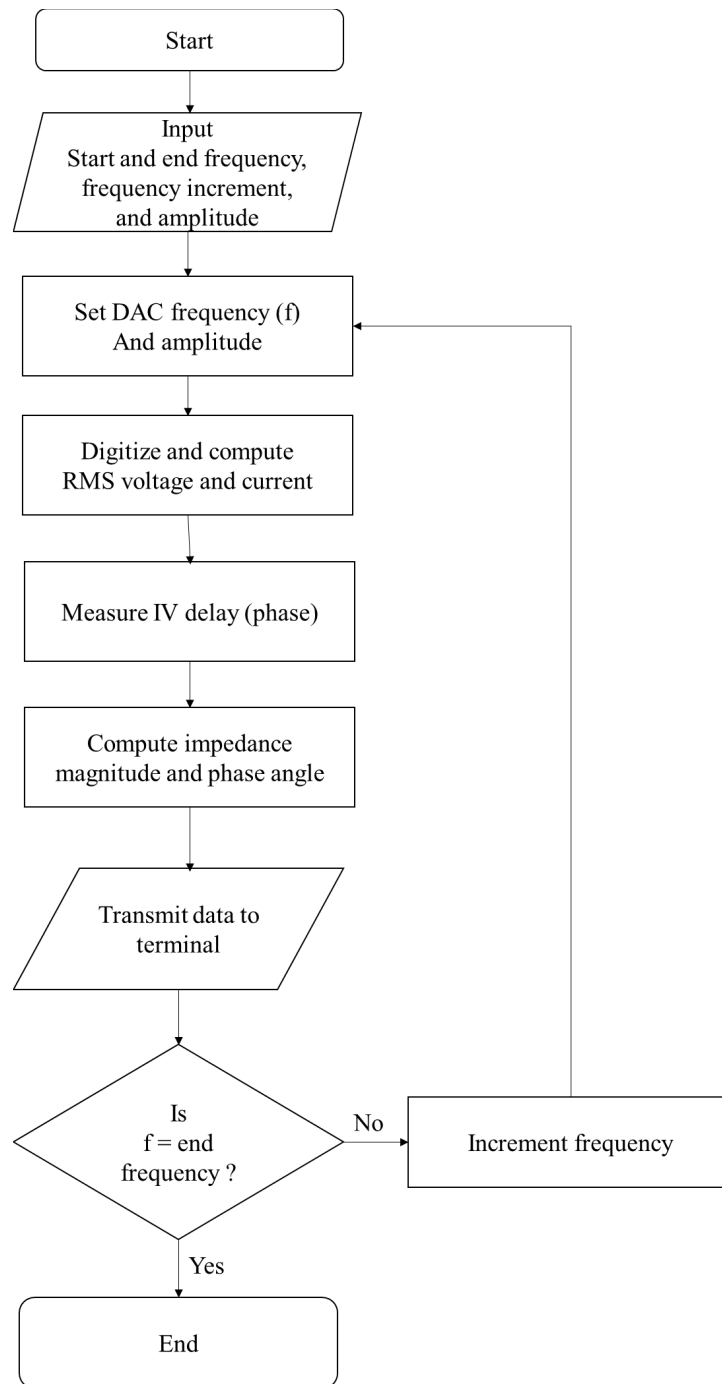 Start
Input
Start and end frequency,
frequency increment,
and amplitude
Set DAC frequency (f)
And amplitude
Digitize and compute
RMS voltage and current
Measure IV delay (phase)
Compute impedance
magnitude and phase angle
Transmit data to
terminal
Is
f = end
frequency ?
No
Increment frequency
Yes
End